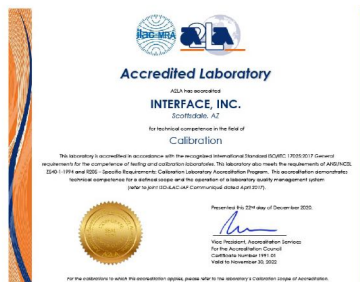 ilac-MRA
A2LA
Accredited Laboratory
A2LA has accredited
INTERFACE, INC.
Scottsdale, AZ
for technical competence in the field of
Calibration
This laboratory is accredited in accordance with the recognized International Standard ISO/IEC 17025:2017 General
requirements for the competence of testing and calibration laboratories. This laboratory also meets the requirements of ANSI/NCSL
Z540-1-1994 and R205 – Specific Requirements: Calibration Laboratory Accreditation Program. This accreditation demonstrates
technical competence for a defined scope and the operation of a laboratory quality management system
(refer to joint ISO-ILAC-IAF Communiqué dated April 2017).
Presented this 22nd day of December 2020.
Vice President, Accreditation Services
For the Accreditation Council
Certificate Number 1991.01
Valid to November 30, 2022
For the calibrations to which this accreditation applies, please refer to the laboratory's Calibration Scope of Accreditation.